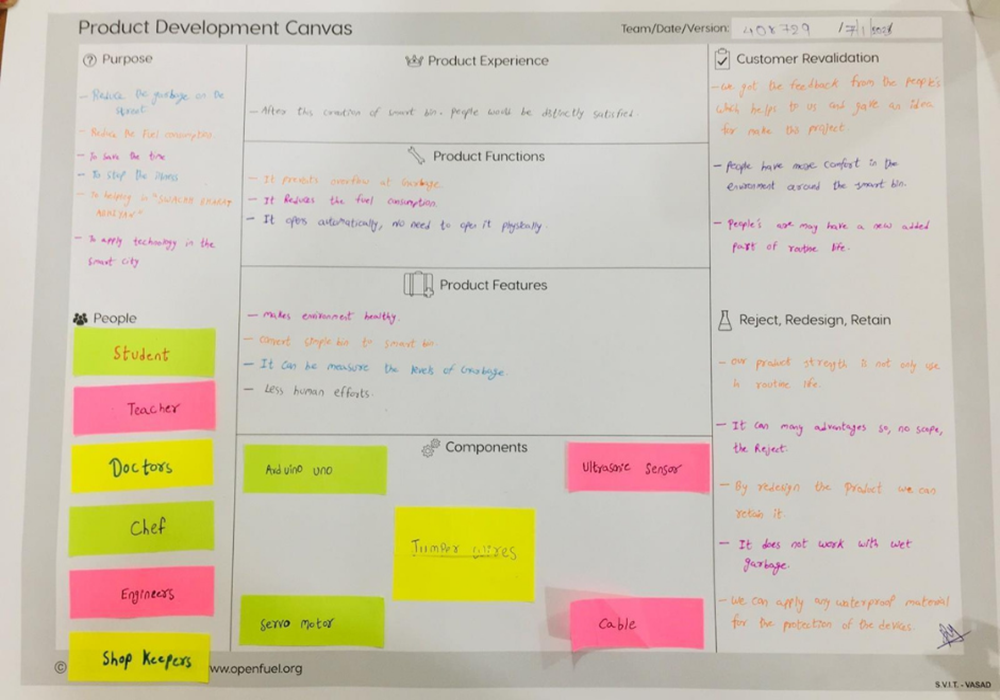 Product Development Canvas
Team/Date/Version: 408729 /7/1/2021
Purpose
- Reduce the garbage on the
street
- Reduce the Fuel consumption.
- To save the time
- To stop the illness
- To helping in "SWACHH BHARAT
ABHIYAN"
- To apply technology in the
smart city
People
Student
Teacher
Doctors
Chef
Engineers
Shop Keepers
Product Experience
- After this creation of smart bin. people would be distinctly satisfied.
Product Functions
- It prevents overflow at Garbage.
- It Reduces the fuel consumption
- It opens automatically, no need to open it physically.
Product Features
- makes environment healthy.
- convert simple bin to smart bin.
- It can be measure the levels of Garbage.
- Less human efforts.
Components
Arduino uno
Ultrasonic Sensor
Jumper wires
Servo motor
Cable
Customer Revalidation
- we got the feedback from the people's
which helps to us and gave an idea
for make this project.
- people have more comfort in the
environment around the smart bin.
- people's are may have a new added
part of routine life.
Reject, Redesign, Retain
- our product strength is not only use
in routine life.
- It can many advantages so, no scope,
the Reject.
- By redesign the product we can
retain it.
- It does not work with wet
garbage.
- we can apply any waterproof material
for the protection of the devices.
© www.openfuel.org
S.V.I.T. - VASAD